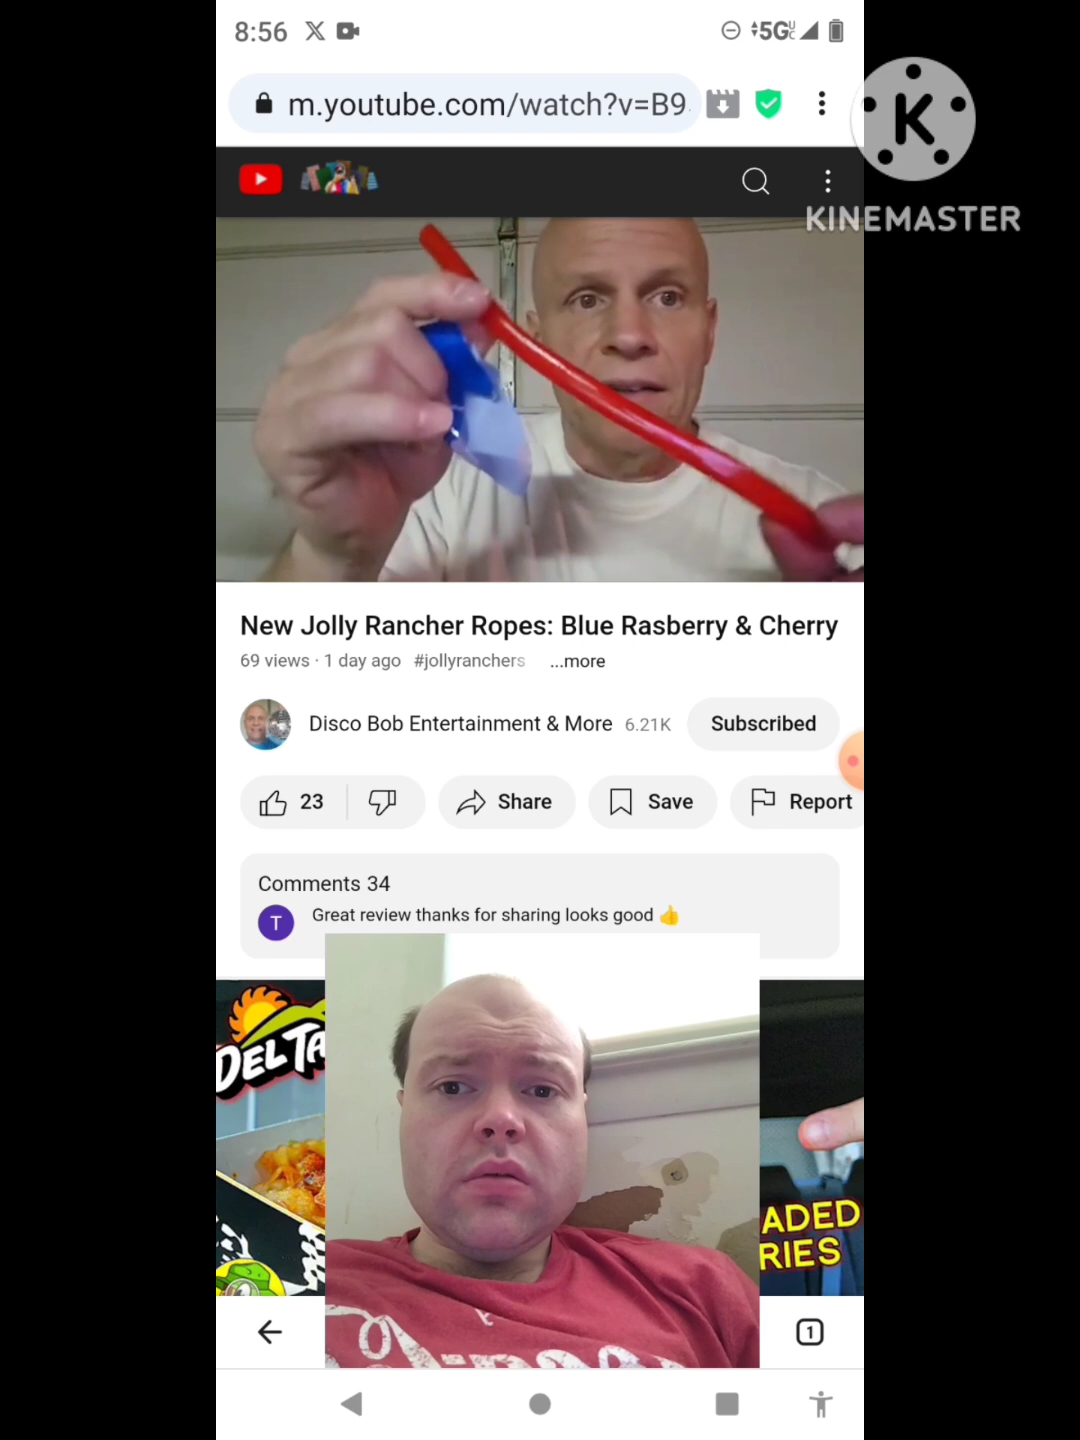 8:56
5G
m.youtube.com/watch?v=B9
K
KINEMASTER
New Jolly Rancher Ropes: Blue Rasberry & Cherry
69 views · 1 day ago #jollyranchers ...more
Disco Bob Entertainment & More 6.21K Subscribed
23 Share Save Report
Comments 34
T Great review thanks for sharing looks good 👍
DEL TA
ADED
RIES
1